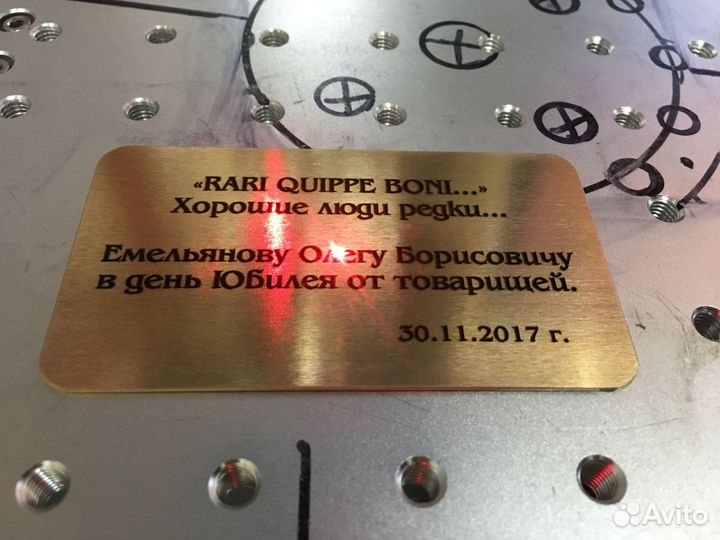 «RARI QUIPPE BONI...»
Хорошие люди редки...
Емельянову Олегу Борисовичу
в день Юбилея от товарищей.
30.11.2017 г.
Avito